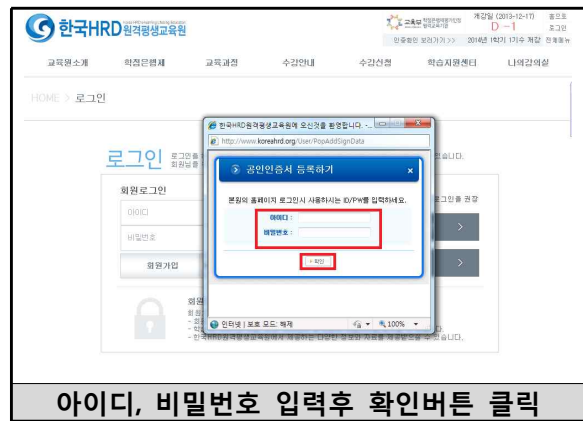 한국HRD원격평생교육원
개강일 (2013-12-17)
D -1
홈으로
로그인
2014년 1학기 1기수 개강
교육원소개 학점은행제 교육과정 수강안내 수강신청 학습지원센터 나의강의실
HOME > 로그인
로그인
회원로그인
아이디
비밀번호
회원가입
한국HRD원격평생교육원에 오신것을 환영합니다. -...
http://www.koreahrd.org/User/PopAddSignData
공인인증서 등록하기
본원의 홈페이지 로그인시 사용하시는 ID/PW를 입력하세요.
아이디 :
비밀번호 :
확인
인터넷 | 보호 모드: 해제
100%
아이디, 비밀번호 입력후 확인버튼 클릭